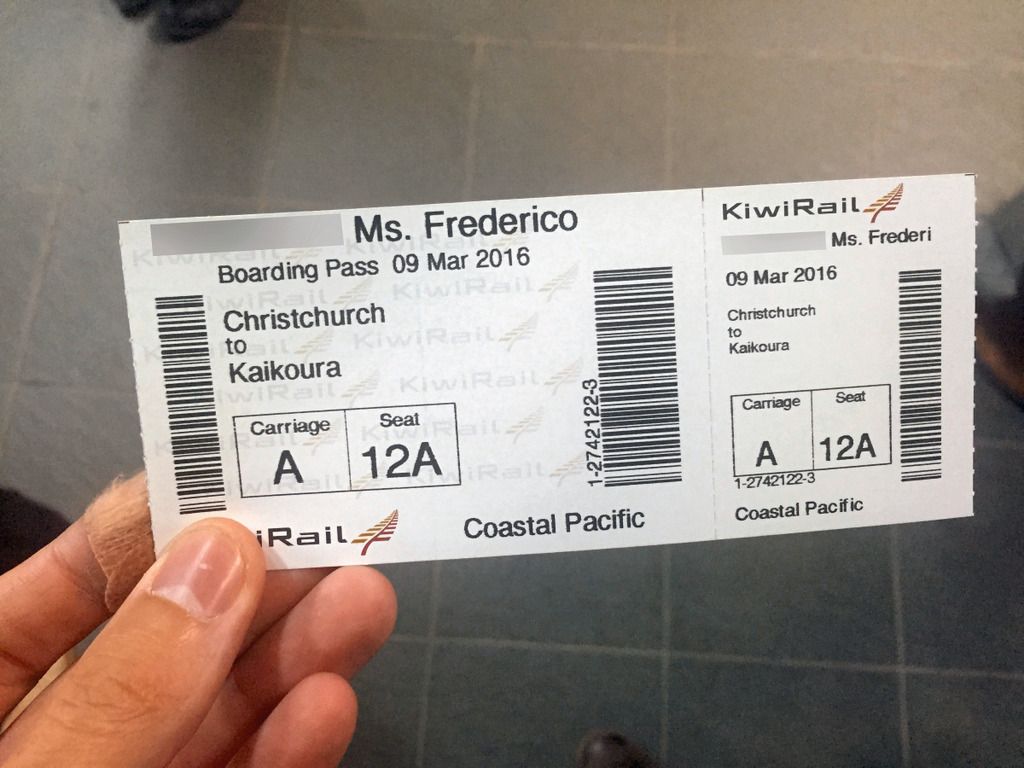 Ms. Frederico
Boarding Pass 09 Mar 2016
Christchurch
to
Kaikoura
Carriage Seat
A 12A
1-2742122-3
iRail
Coastal Pacific
KiwiRail
Ms. Frederi
09 Mar 2016
Christchurch
to
Kaikoura
Carriage Seat
A 12A
1-2742122-3
Coastal Pacific